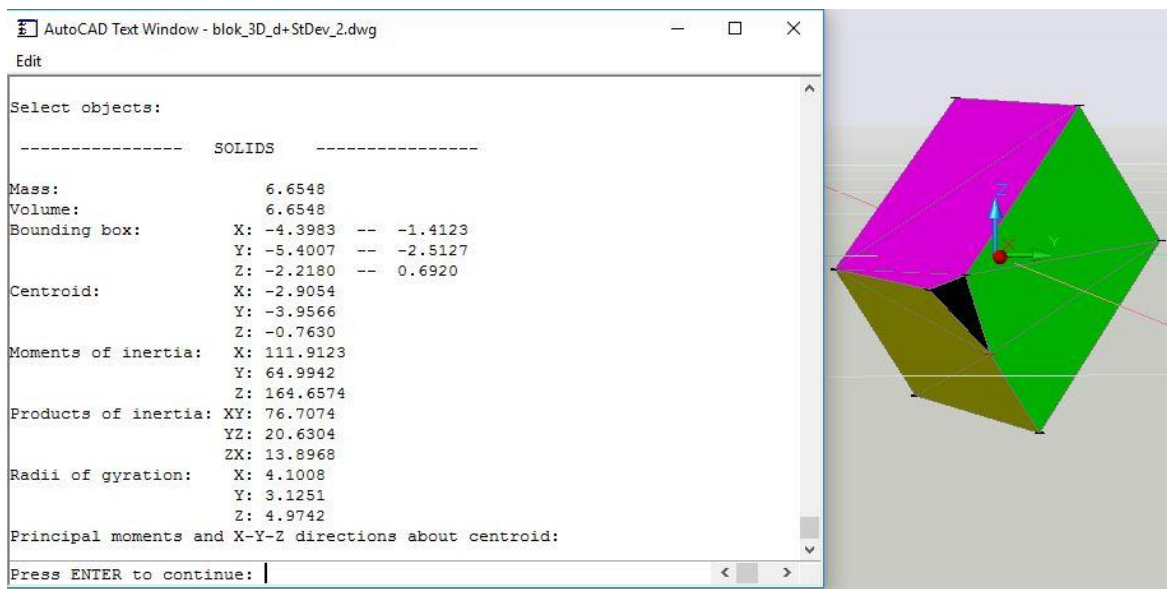 AutoCAD Text Window - blok_3D_d+StDev_2.dwg
Edit
Select objects:
---------------- SOLIDS ----------------
Mass: 6.6548
Volume: 6.6548
Bounding box: X: -4.3983 -- -1.4123
Y: -5.4007 -- -2.5127
Z: -2.2180 -- 0.6920
Centroid: X: -2.9054
Y: -3.9566
Z: -0.7630
Moments of inertia: X: 111.9123
Y: 64.9942
Z: 164.6574
Products of inertia: XY: 76.7074
YZ: 20.6304
ZX: 13.8968
Radii of gyration: X: 4.1008
Y: 3.1251
Z: 4.9742
Principal moments and X-Y-Z directions about centroid:
Press ENTER to continue:
Z
X
Y